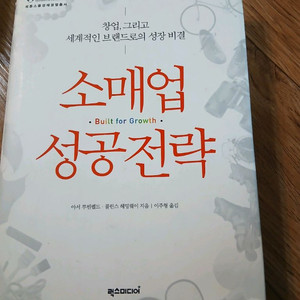 창업, 그리고
세계적인 브랜드로의 성장 비결
소매업
Built for Growth
성공전략
아서 루빈펠드 · 콜린스 헤밍웨이 지음 | 이주형 옮김
럭스미디어